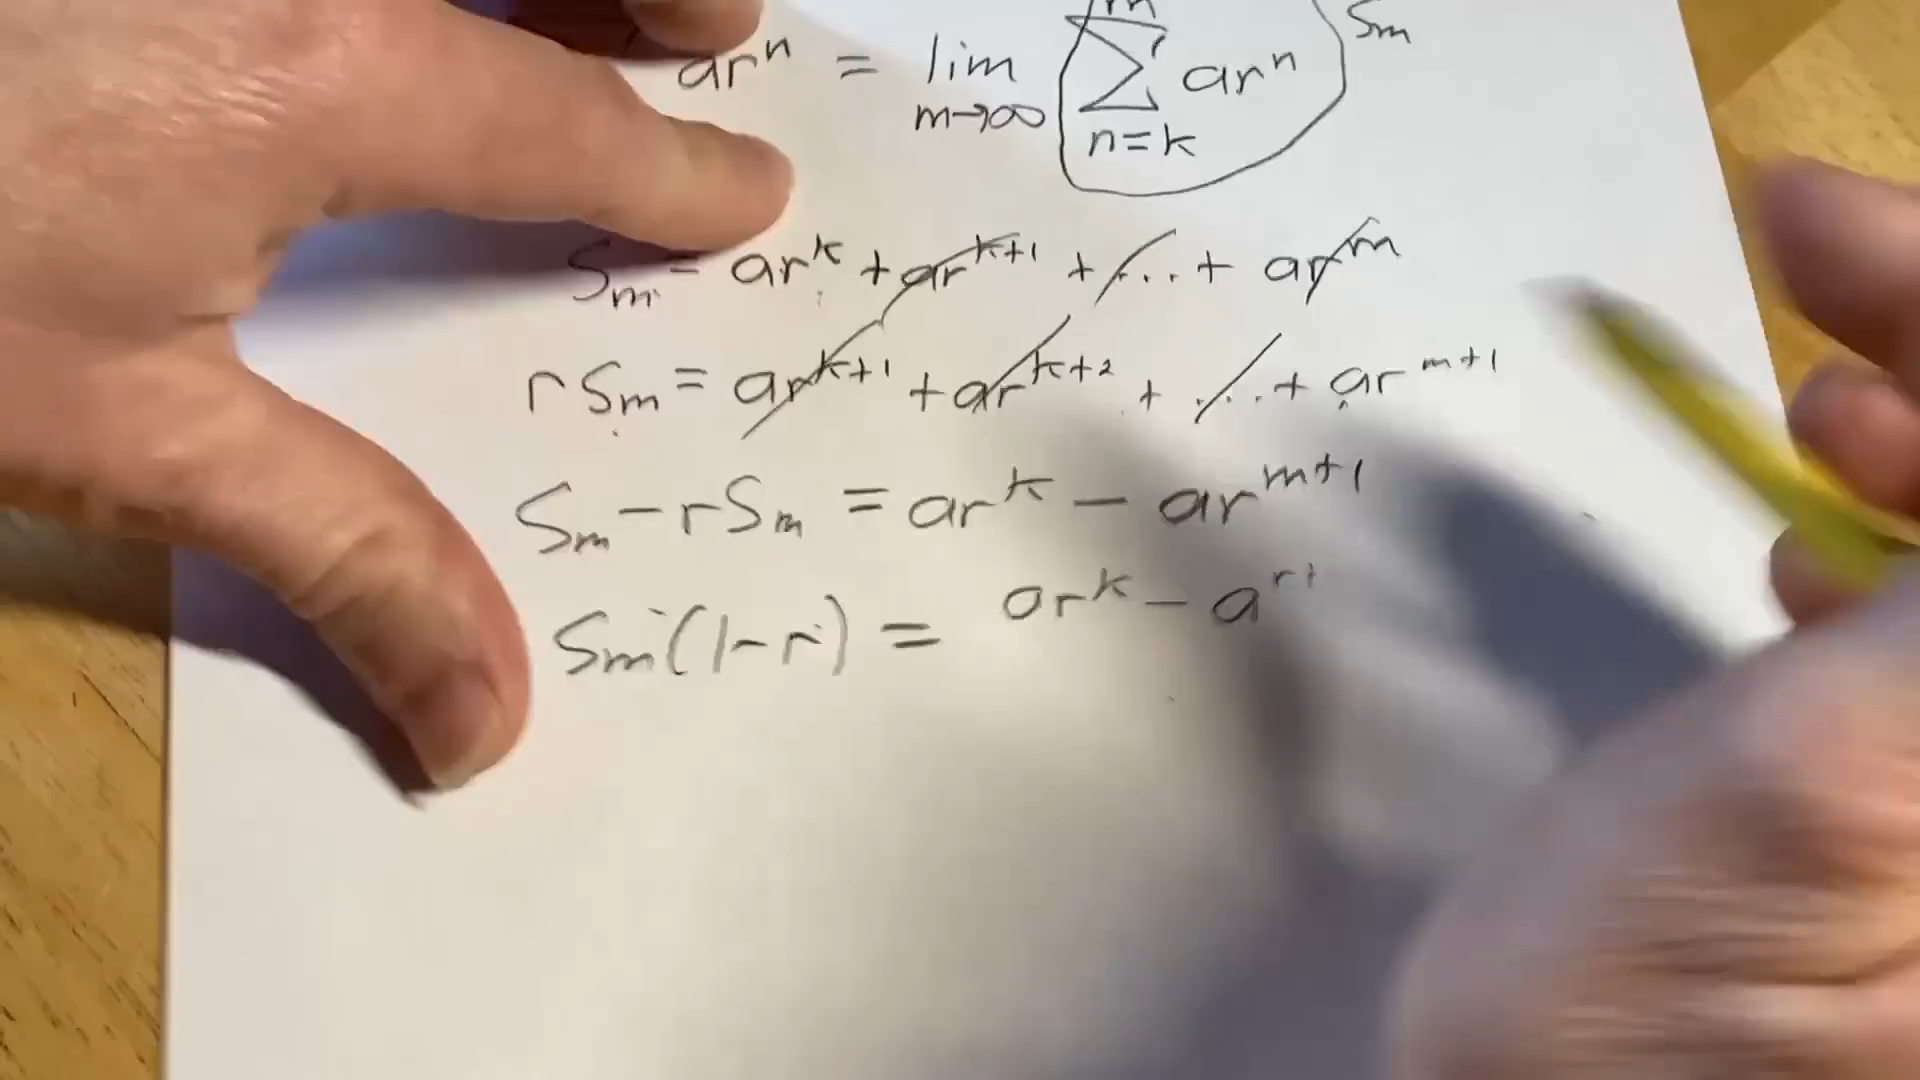 arⁿ = lim Σ arⁿ Sm
m→∞ n=k
Sm = arᵏ + arᵏ⁺¹ + ... + arᵐ
rSm = arᵏ⁺¹ + arᵏ⁺² + ... + arᵐ⁺¹
Sm - rSm = arᵏ - arᵐ⁺¹
Sm(1-r) = arᵏ - a